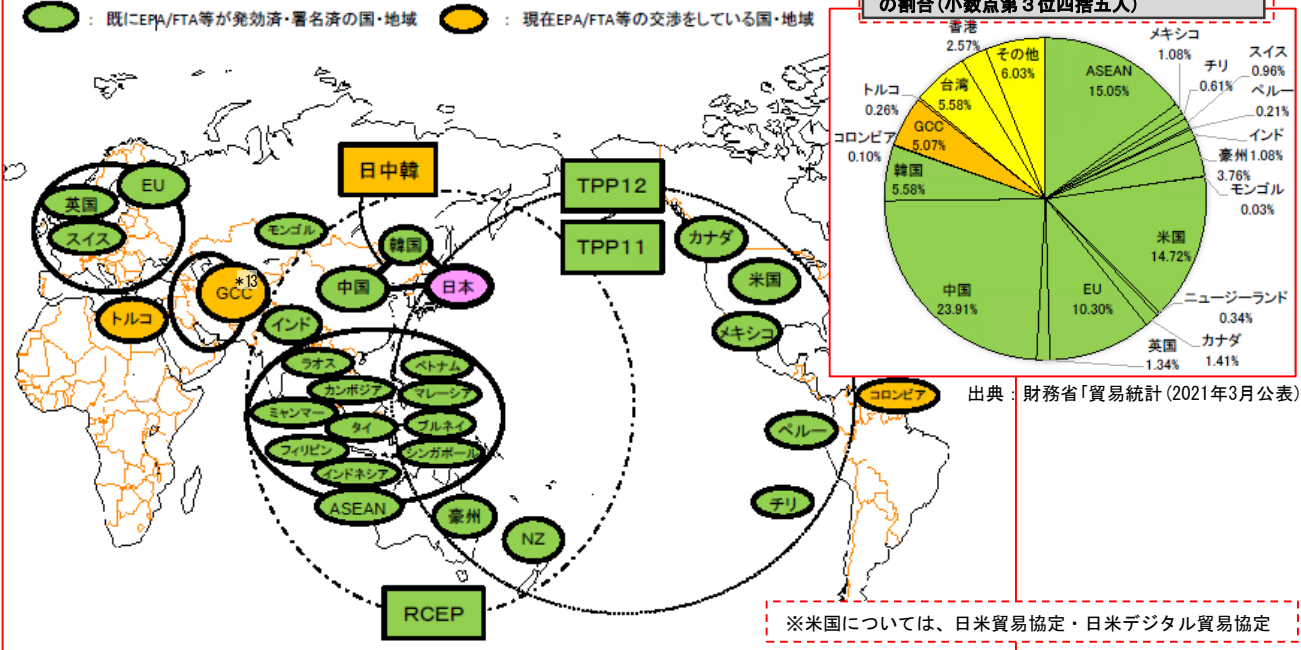 ：既にEPA/FTA等が発効済・署名済の国・地域
：現在EPA/FTA等の交渉をしている国・地域
の割合(小数点第３位四捨五入)
香港
2.57%
その他
6.03%
メキシコ
1.08%
スイス
0.96%
ASEAN
15.05%
チリ
0.61%
ペルー
0.21%
トルコ
0.26%
台湾
5.58%
インド
1.08%
コロンビア
0.10%
GCC
5.07%
豪州
3.76%
韓国
5.58%
モンゴル
0.03%
米国
14.72%
中国
23.91%
EU
10.30%
ニュージーランド
0.34%
カナダ
1.41%
英国
1.34%
出典：財務省「貿易統計(2021年3月公表)
日中韓
TPP12
TPP11
EU
英国
スイス
モンゴル
韓国
カナダ
GCC
*13
中国
日本
米国
トルコ
インド
メキシコ
ラオス
ベトナム
カンボジア
マレーシア
コロンビア
ミャンマー
タイ
ブルネイ
ペルー
フィリピン
シンガポール
インドネシア
ASEAN
豪州
チリ
NZ
RCEP
※米国については、日米貿易協定・日米デジタル貿易協定